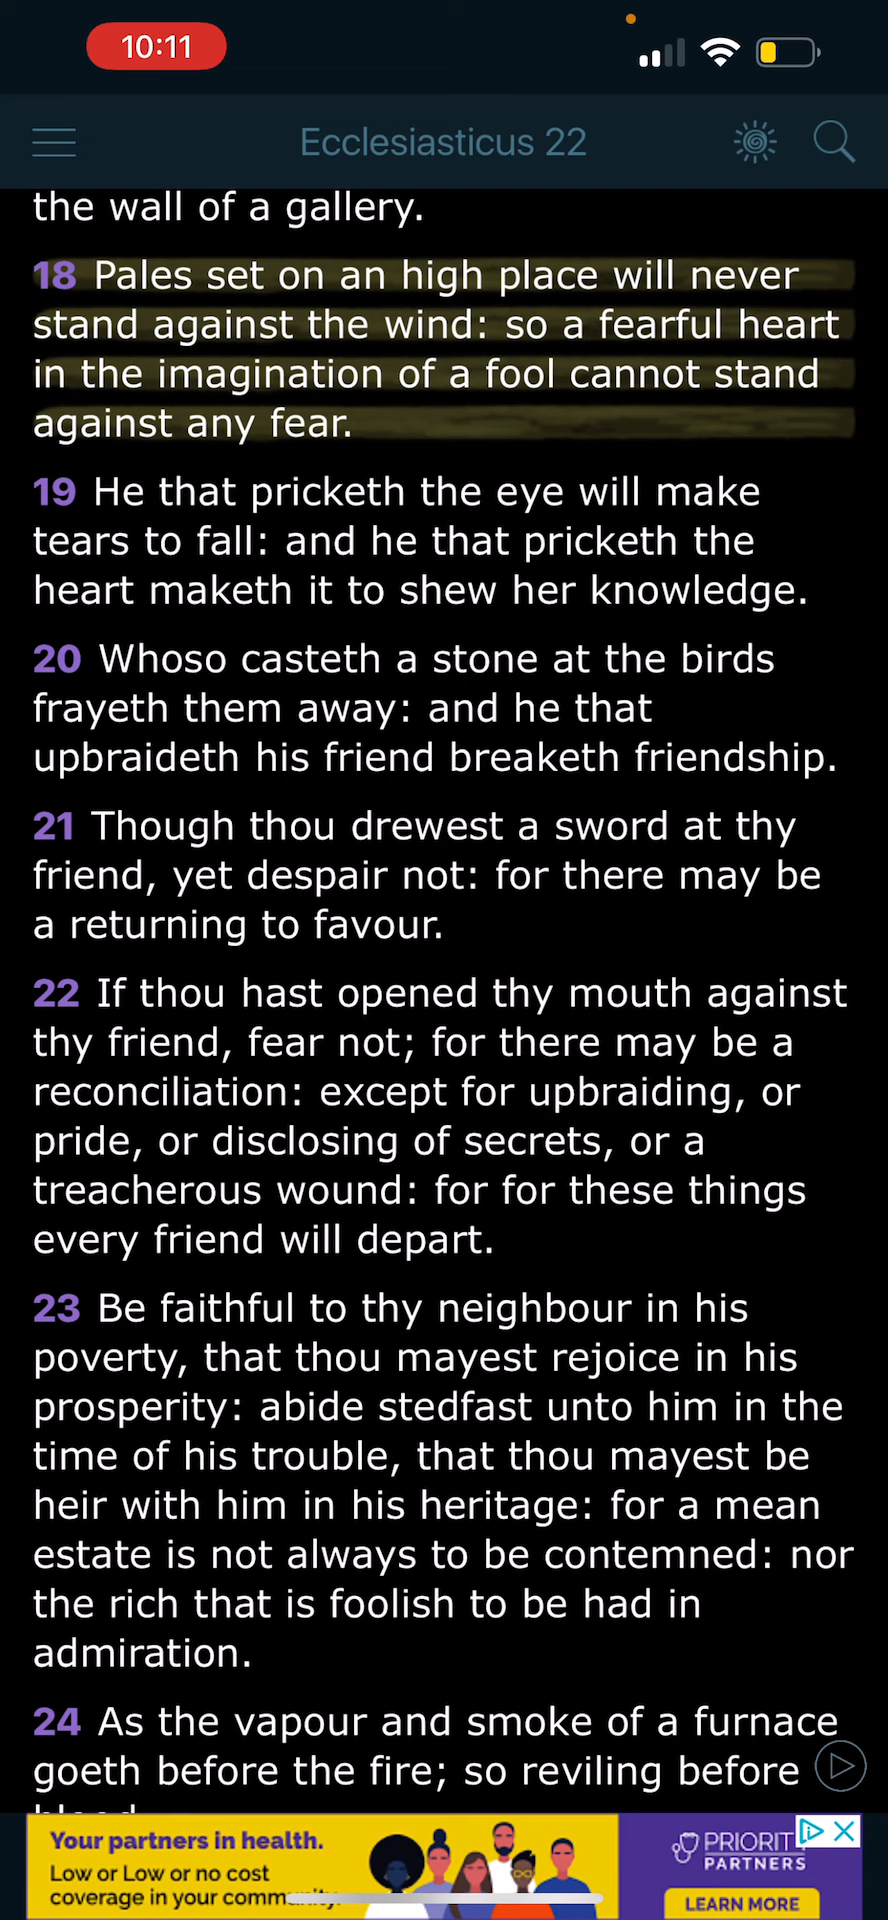 10:11
Ecclesiasticus 22
the wall of a gallery.
18 Pales set on an high place will never
stand against the wind: so a fearful heart
in the imagination of a fool cannot stand
against any fear.
19 He that pricketh the eye will make
tears to fall: and he that pricketh the
heart maketh it to shew her knowledge.
20 Whoso casteth a stone at the birds
frayeth them away: and he that
upbraideth his friend breaketh friendship.
21 Though thou drewest a sword at thy
friend, yet despair not: for there may be
a returning to favour.
22 If thou hast opened thy mouth against
thy friend, fear not; for there may be a
reconciliation: except for upbraiding, or
pride, or disclosing of secrets, or a
treacherous wound: for for these things
every friend will depart.
23 Be faithful to thy neighbour in his
poverty, that thou mayest rejoice in his
prosperity: abide stedfast unto him in the
time of his trouble, that thou mayest be
heir with him in his heritage: for a mean
estate is not always to be contemned: nor
the rich that is foolish to be had in
admiration.
24 As the vapour and smoke of a furnace
goeth before the fire; so reviling before
Your partners in health.
Low or Low or no cost
coverage in your community.
PARTNERS
LEARN MORE